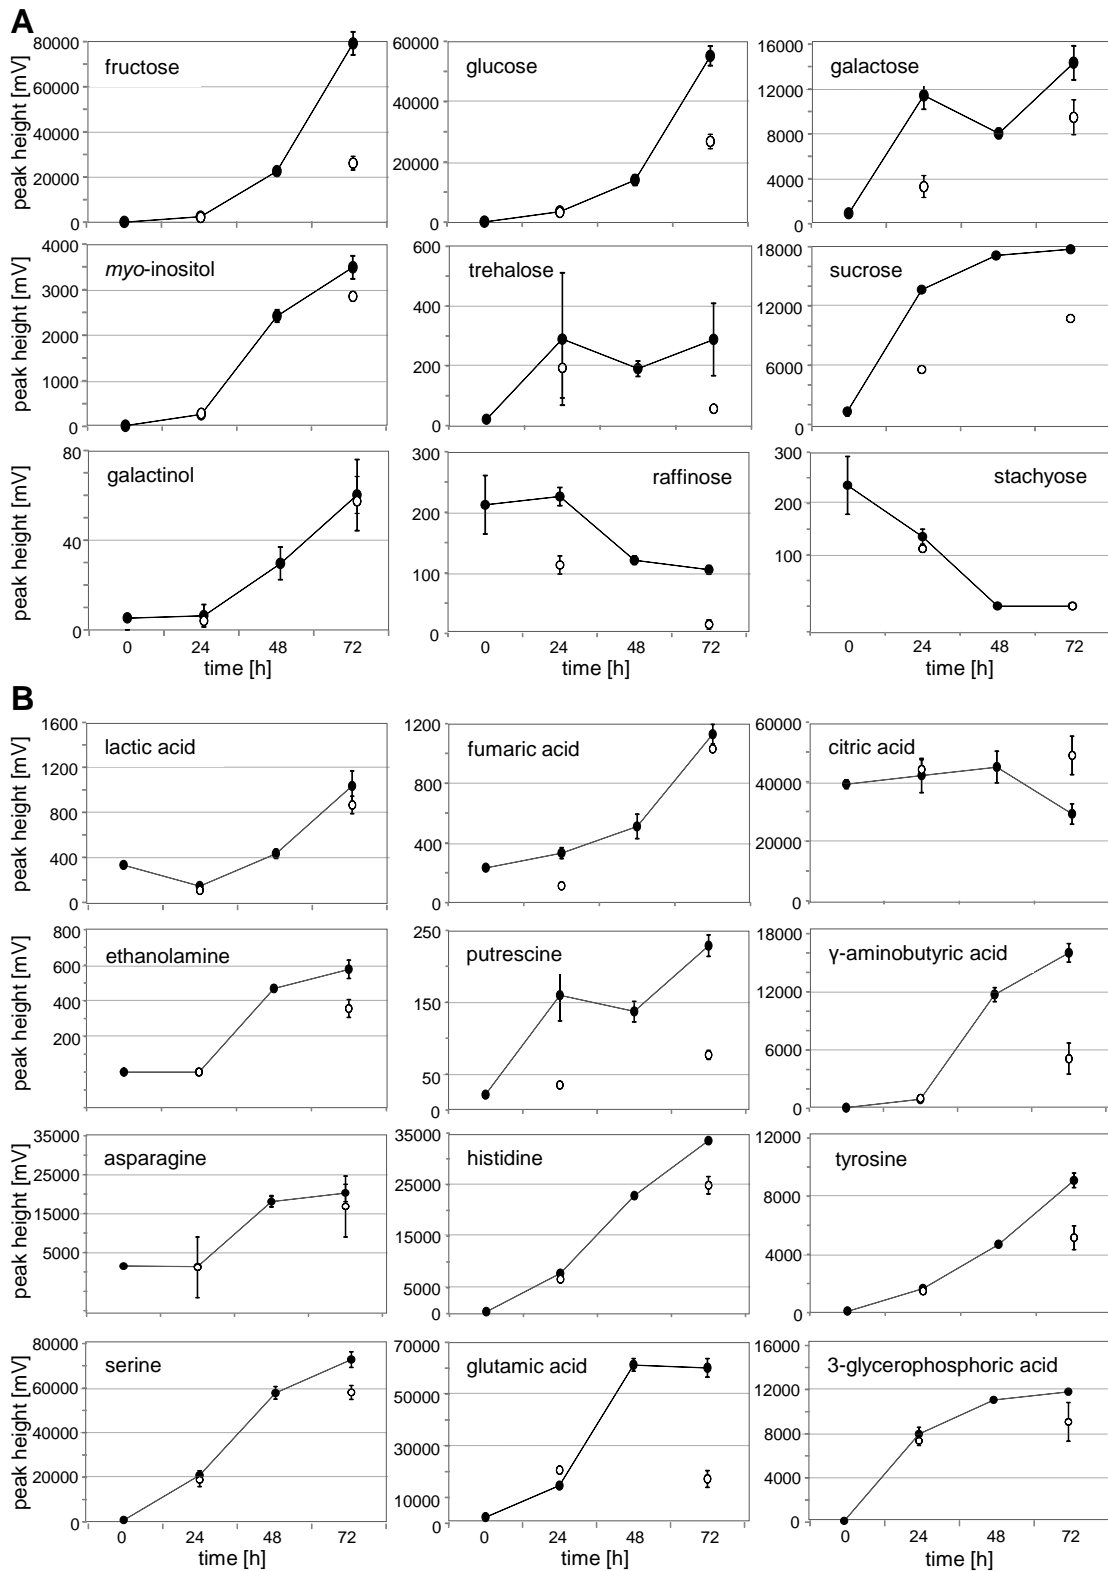 A
fructose
glucose
galactose
peak height [mV]
80000
60000
40000
20000
0
60000
40000
20000
0
16000
12000
8000
4000
0
myo-inositol
trehalose
sucrose
peak height [mV]
4000
3000
2000
1000
0
600
400
200
0
18000
12000
6000
0
galactinol
raffinose
stachyose
peak height [mV]
80
40
0
300
200
100
0
300
200
100
0 24 48 72
0 24 48 72
0 24 48 72
time [h]
time [h]
time [h]
B
lactic acid
fumaric acid
citric acid
peak height [mV]
1600
1200
800
400
0
1200
800
400
0
60000
40000
20000
0
ethanolamine
putrescine
γ-aminobutyric acid
peak height [mV]
800
600
400
200
250
150
50
0
18000
12000
6000
0
asparagine
histidine
tyrosine
peak height [mV]
35000
25000
15000
5000
35000
25000
15000
5000
0
12000
8000
4000
0
serine
glutamic acid
3-glycerophosphoric acid
peak height [mV]
80000
60000
40000
20000
0
70000
50000
30000
10000
0
16000
12000
8000
4000
0
0 24 48 72
0 24 48 72
0 24 48 72
time [h]
time [h]
time [h]